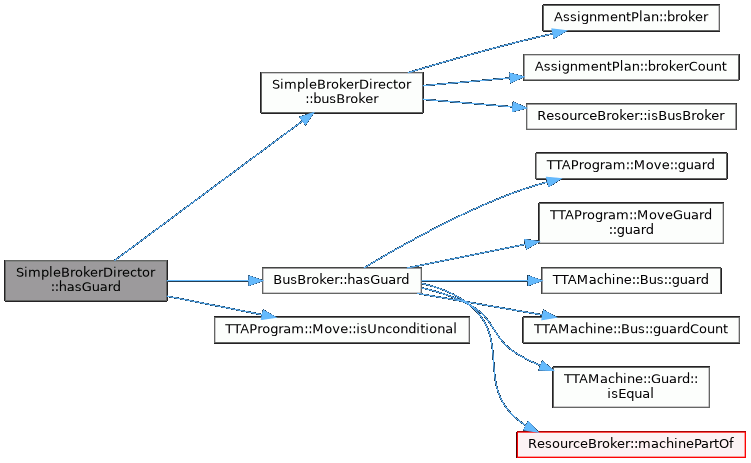 SimpleBrokerDirector
::hasGuard
SimpleBrokerDirector
::busBroker
AssignmentPlan::broker
AssignmentPlan::brokerCount
ResourceBroker::isBusBroker
BusBroker::hasGuard
TTAProgram::Move::guard
TTAProgram::MoveGuard
::guard
TTAMachine::Bus::guard
TTAMachine::Bus::guardCount
TTAMachine::Guard::
isEqual
ResourceBroker::machinePartOf
TTAProgram::Move::isUnconditional